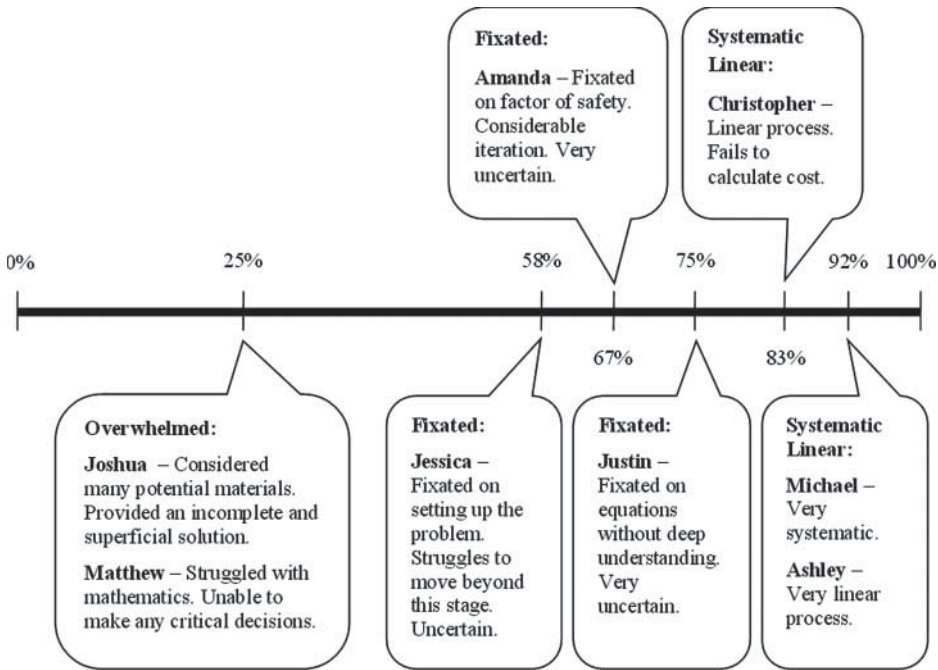 Fixated:
Amanda – Fixated
on factor of safety.
Considerable
iteration. Very
uncertain.
Systematic
Linear:
Christopher –
Linear process.
Fails to
calculate cost.
0%
25%
58%
75%
92%
100%
67%
83%
Overwhelmed:
Joshua – Considered
many potential materials.
Provided an incomplete and
superficial solution.
Matthew – Struggled with
mathematics. Unable to
make any critical decisions.
Fixated:
Jessica –
Fixated on
setting up the
problem.
Struggles to
move beyond
this stage.
Uncertain.
Fixated:
Justin –
Fixated on
equations
without deep
understanding.
Very
uncertain.
Systematic
Linear:
Michael –
Very
systematic.
Ashley –
Very linear
process.